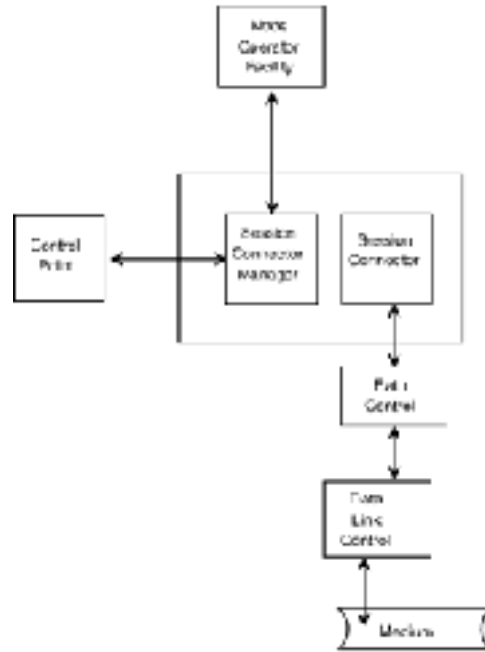 Node
Operator
Facility
Control
Point
Session
Connector
Manager
Session
Connector
Path
Control
Data
Link
Control
Medium